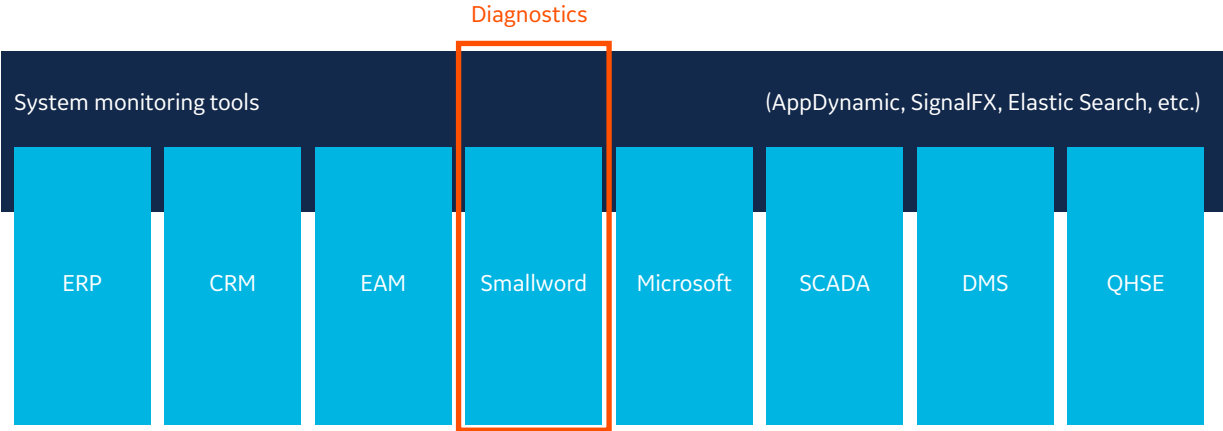 Diagnostics
System monitoring tools (AppDynamic, SignalFX, Elastic Search, etc.)
ERP CRM EAM Smallword Microsoft SCADA DMS QHSE